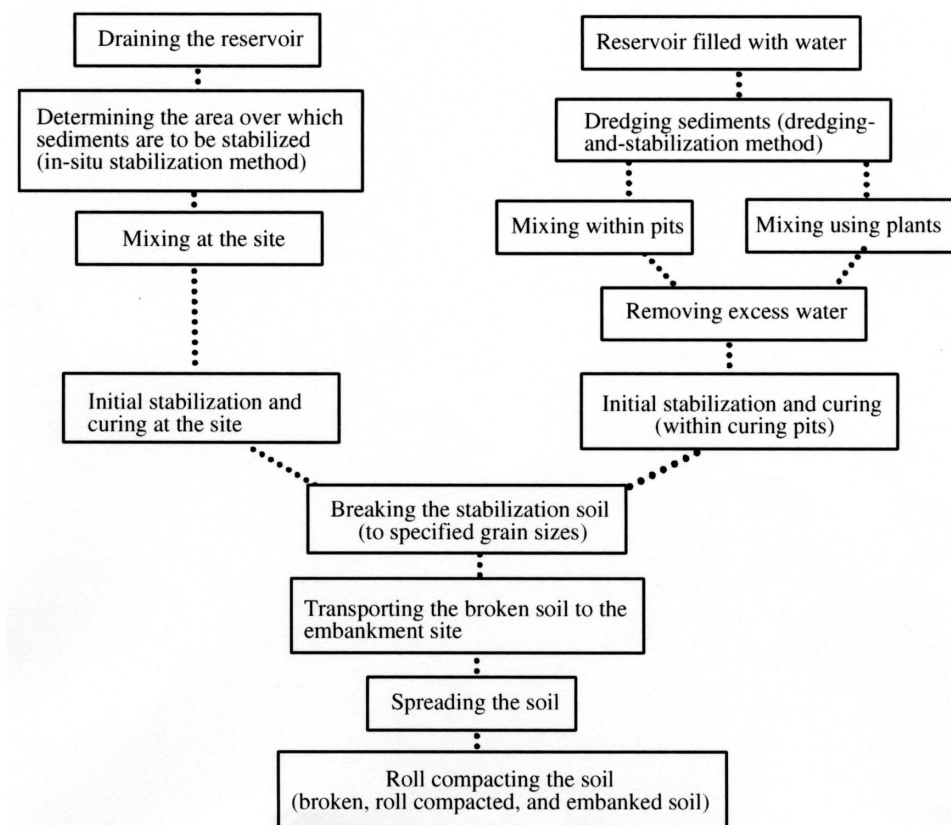 Draining the reservoir
Determining the area over which
sediments are to be stabilized
(in-situ stabilization method)
Mixing at the site
Initial stabilization and
curing at the site
Reservoir filled with water
Dredging sediments (dredging-
and-stabilization method)
Mixing within pits
Mixing using plants
Removing excess water
Initial stabilization and curing
(within curing pits)
Breaking the stabilization soil
(to specified grain sizes)
Transporting the broken soil to the
embankment site
Spreading the soil
Roll compacting the soil
(broken, roll compacted, and embanked soil)